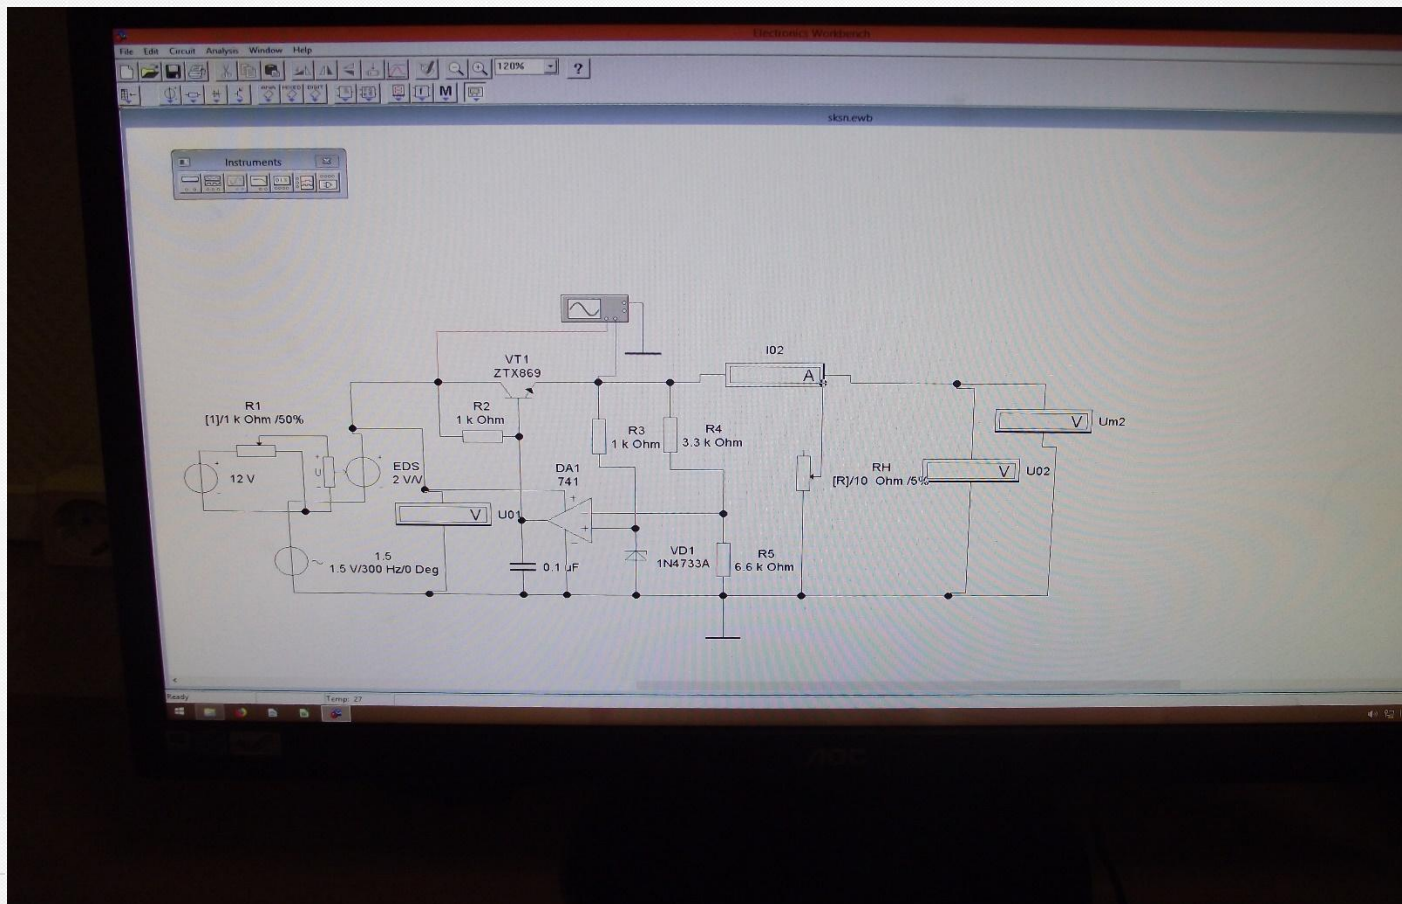 Electronics Workbench
File Edit Circuit Analysis Window Help
120%
?
M
sksn.ewb
Instruments
I02
A
VT1
ZTX869
R1
[1]/1 k Ohm /50%
R2
1 k Ohm
R3
1 k Ohm
R4
3.3 k Ohm
V
Um2
12 V
U
EDS
2 V/V
DA1
741
RH
[R]/10 Ohm /5%
V
U02
V
U01
1.5
1.5 V/300 Hz/0 Deg
0.1 uF
VD1
1N4733A
R5
6.6 k Ohm
Ready
Temp: 27
AOC